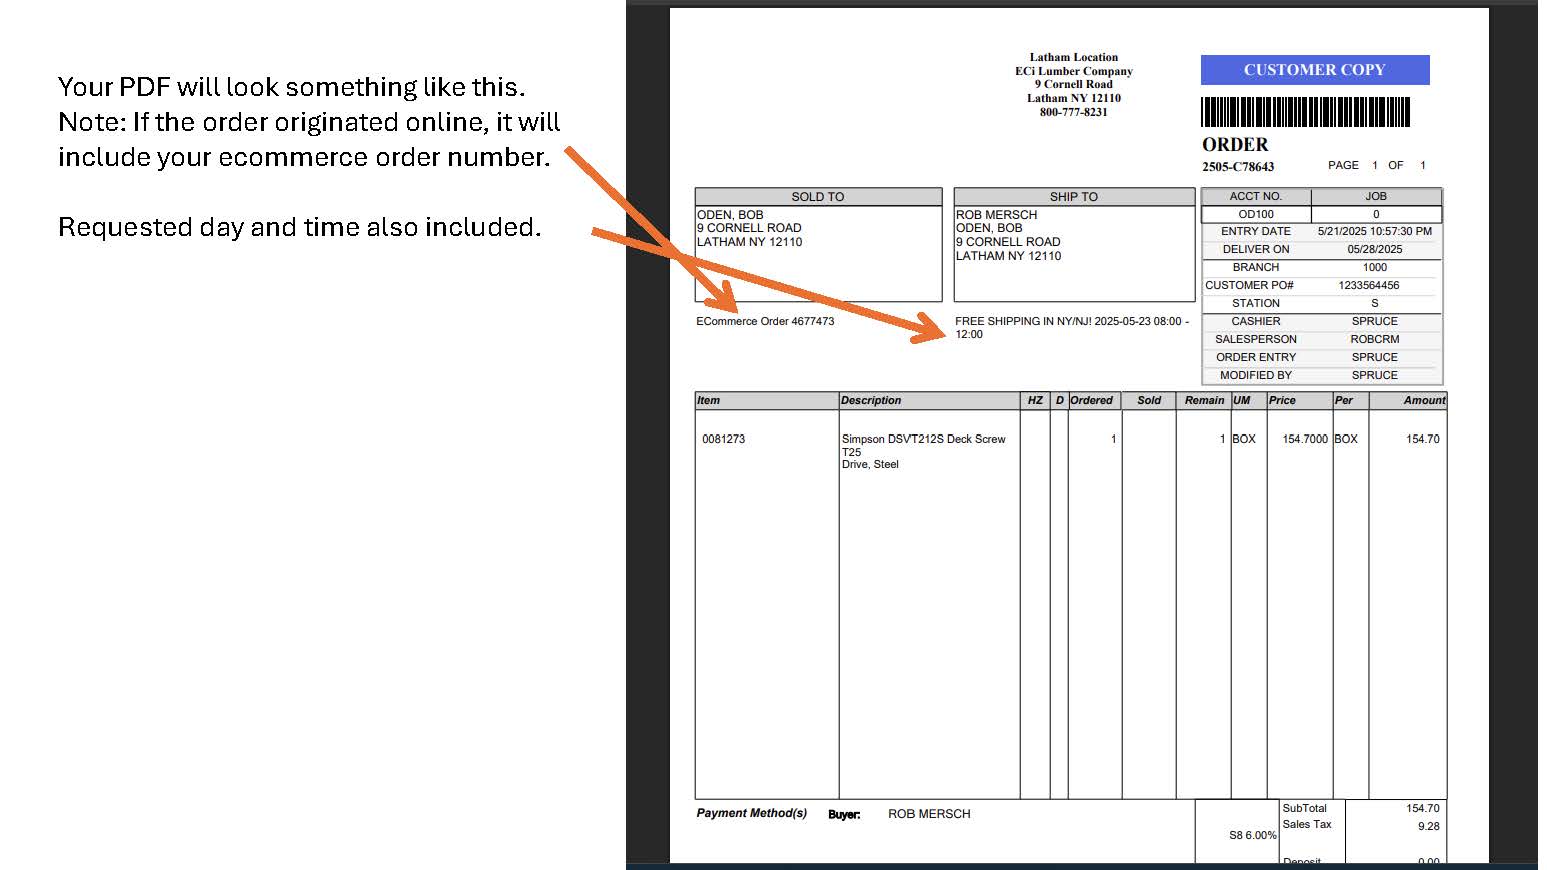 Your PDF will look something like this.
Note: If the order originated online, it will
include your ecommerce order number.
Requested day and time also included.
Latham Location
ECi Lumber Company
9 Cornell Road
Latham NY 12110
800-777-8231
CUSTOMER COPY
ORDER
2505-C78643 PAGE 1 OF 1
SOLD TO
ODEN, BOB
9 CORNELL ROAD
LATHAM NY 12110
SHIP TO
ROB MERSCH
ODEN, BOB
9 CORNELL ROAD
LATHAM NY 12110
ACCT NO. JOB
OD100 0
ENTRY DATE 5/21/2025 10:57:30 PM
DELIVER ON 05/28/2025
BRANCH 1000
CUSTOMER PO# 1233564456
STATION S
CASHIER SPRUCE
SALESPERSON ROBCRM
ORDER ENTRY SPRUCE
MODIFIED BY SPRUCE
ECommerce Order 4677473
FREE SHIPPING IN NY/NJ! 2025-05-23 08:00 -
12:00
Item Description HZ D Ordered Sold Remain UM Price Per Amount
0081273 Simpson DSVT212S Deck Screw 1 1 BOX 154.7000 BOX 154.70
T25
Drive, Steel
Payment Method(s) Buyer: ROB MERSCH
SubTotal 154.70
Sales Tax 9.28
S8 6.00%
Deposit 0.00